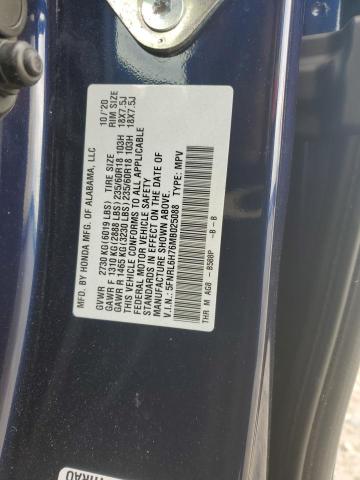 MFD. BY HONDA MFG. OF ALABAMA, LLC 10/'20
GVWR 2730 KG (6019 LBS) TIRE SIZE RIM SIZE
GAWR F 1310 KG (2888 LBS) 235/60R18 103H 18X7.5J
GAWR R 1465 KG (3230 LBS) 235/60R18 103H 18X7.5J
THIS VEHICLE CONFORMS TO ALL APPLICABLE
FEDERAL MOTOR VEHICLE SAFETY
STANDARDS IN EFFECT ON THE DATE OF
MANUFACTURE SHOWN ABOVE.
V.I.N.: 5FNRL6H76MB025088 TYPE: MPV
THR M AG8 - B588P - B - B